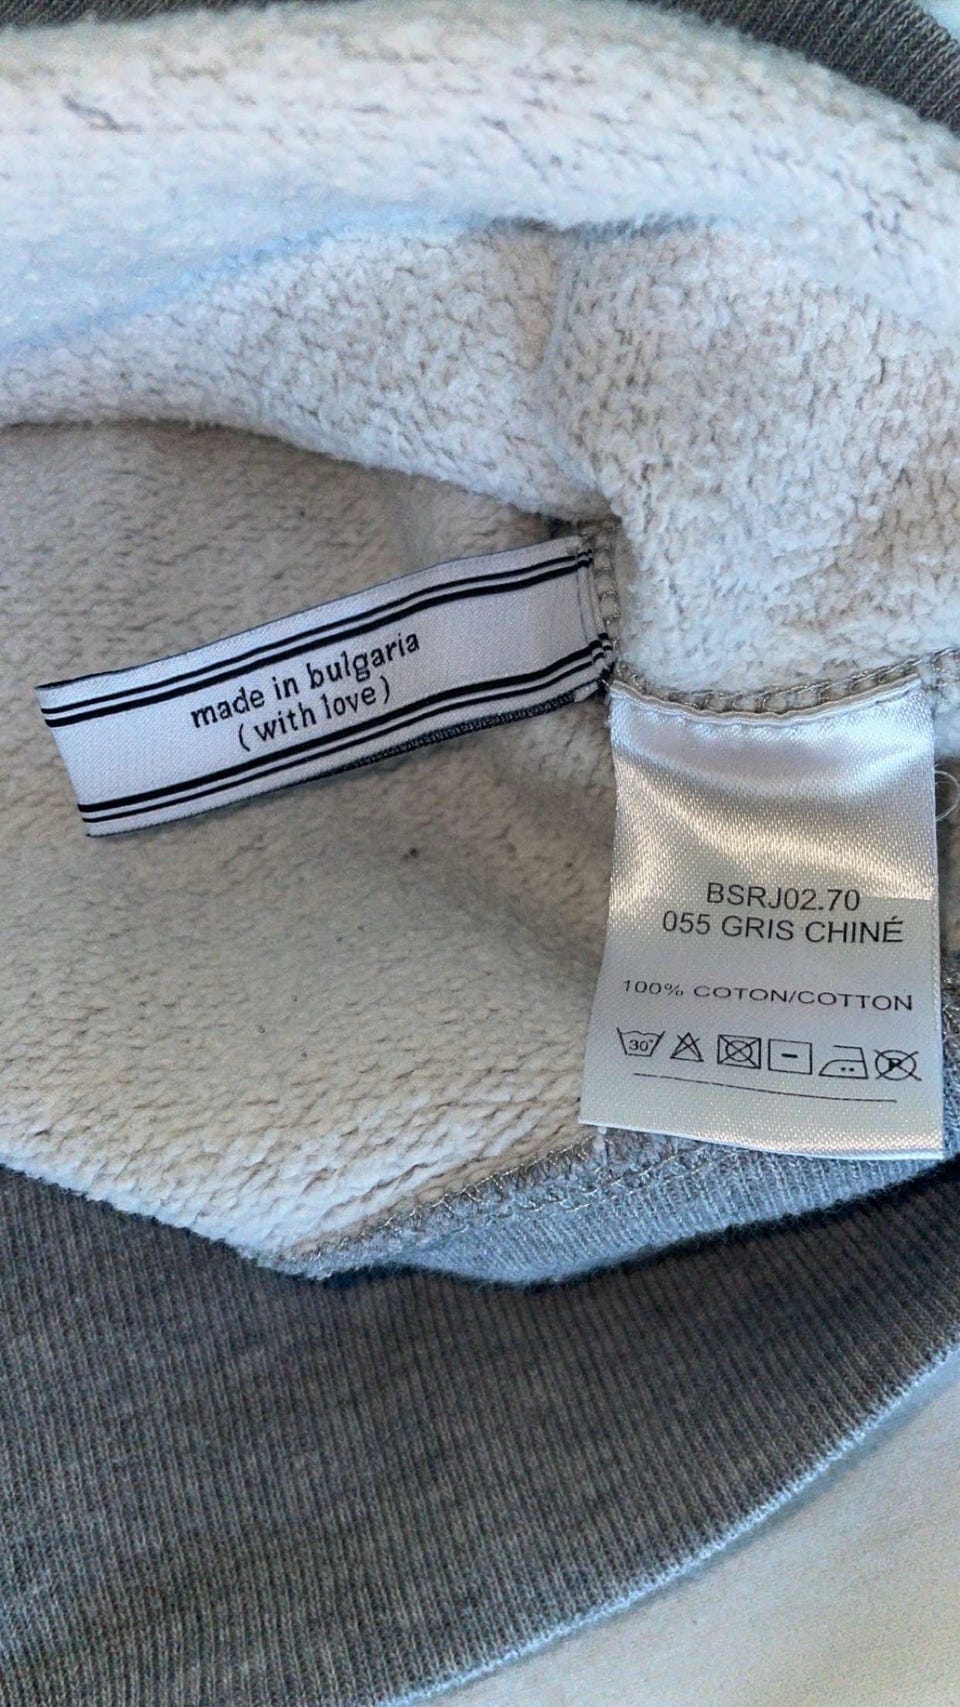 made in bulgaria
(with love)
BSRJ02.70
055 GRIS CHINÉ
100% COTON/COTTON
30°
P